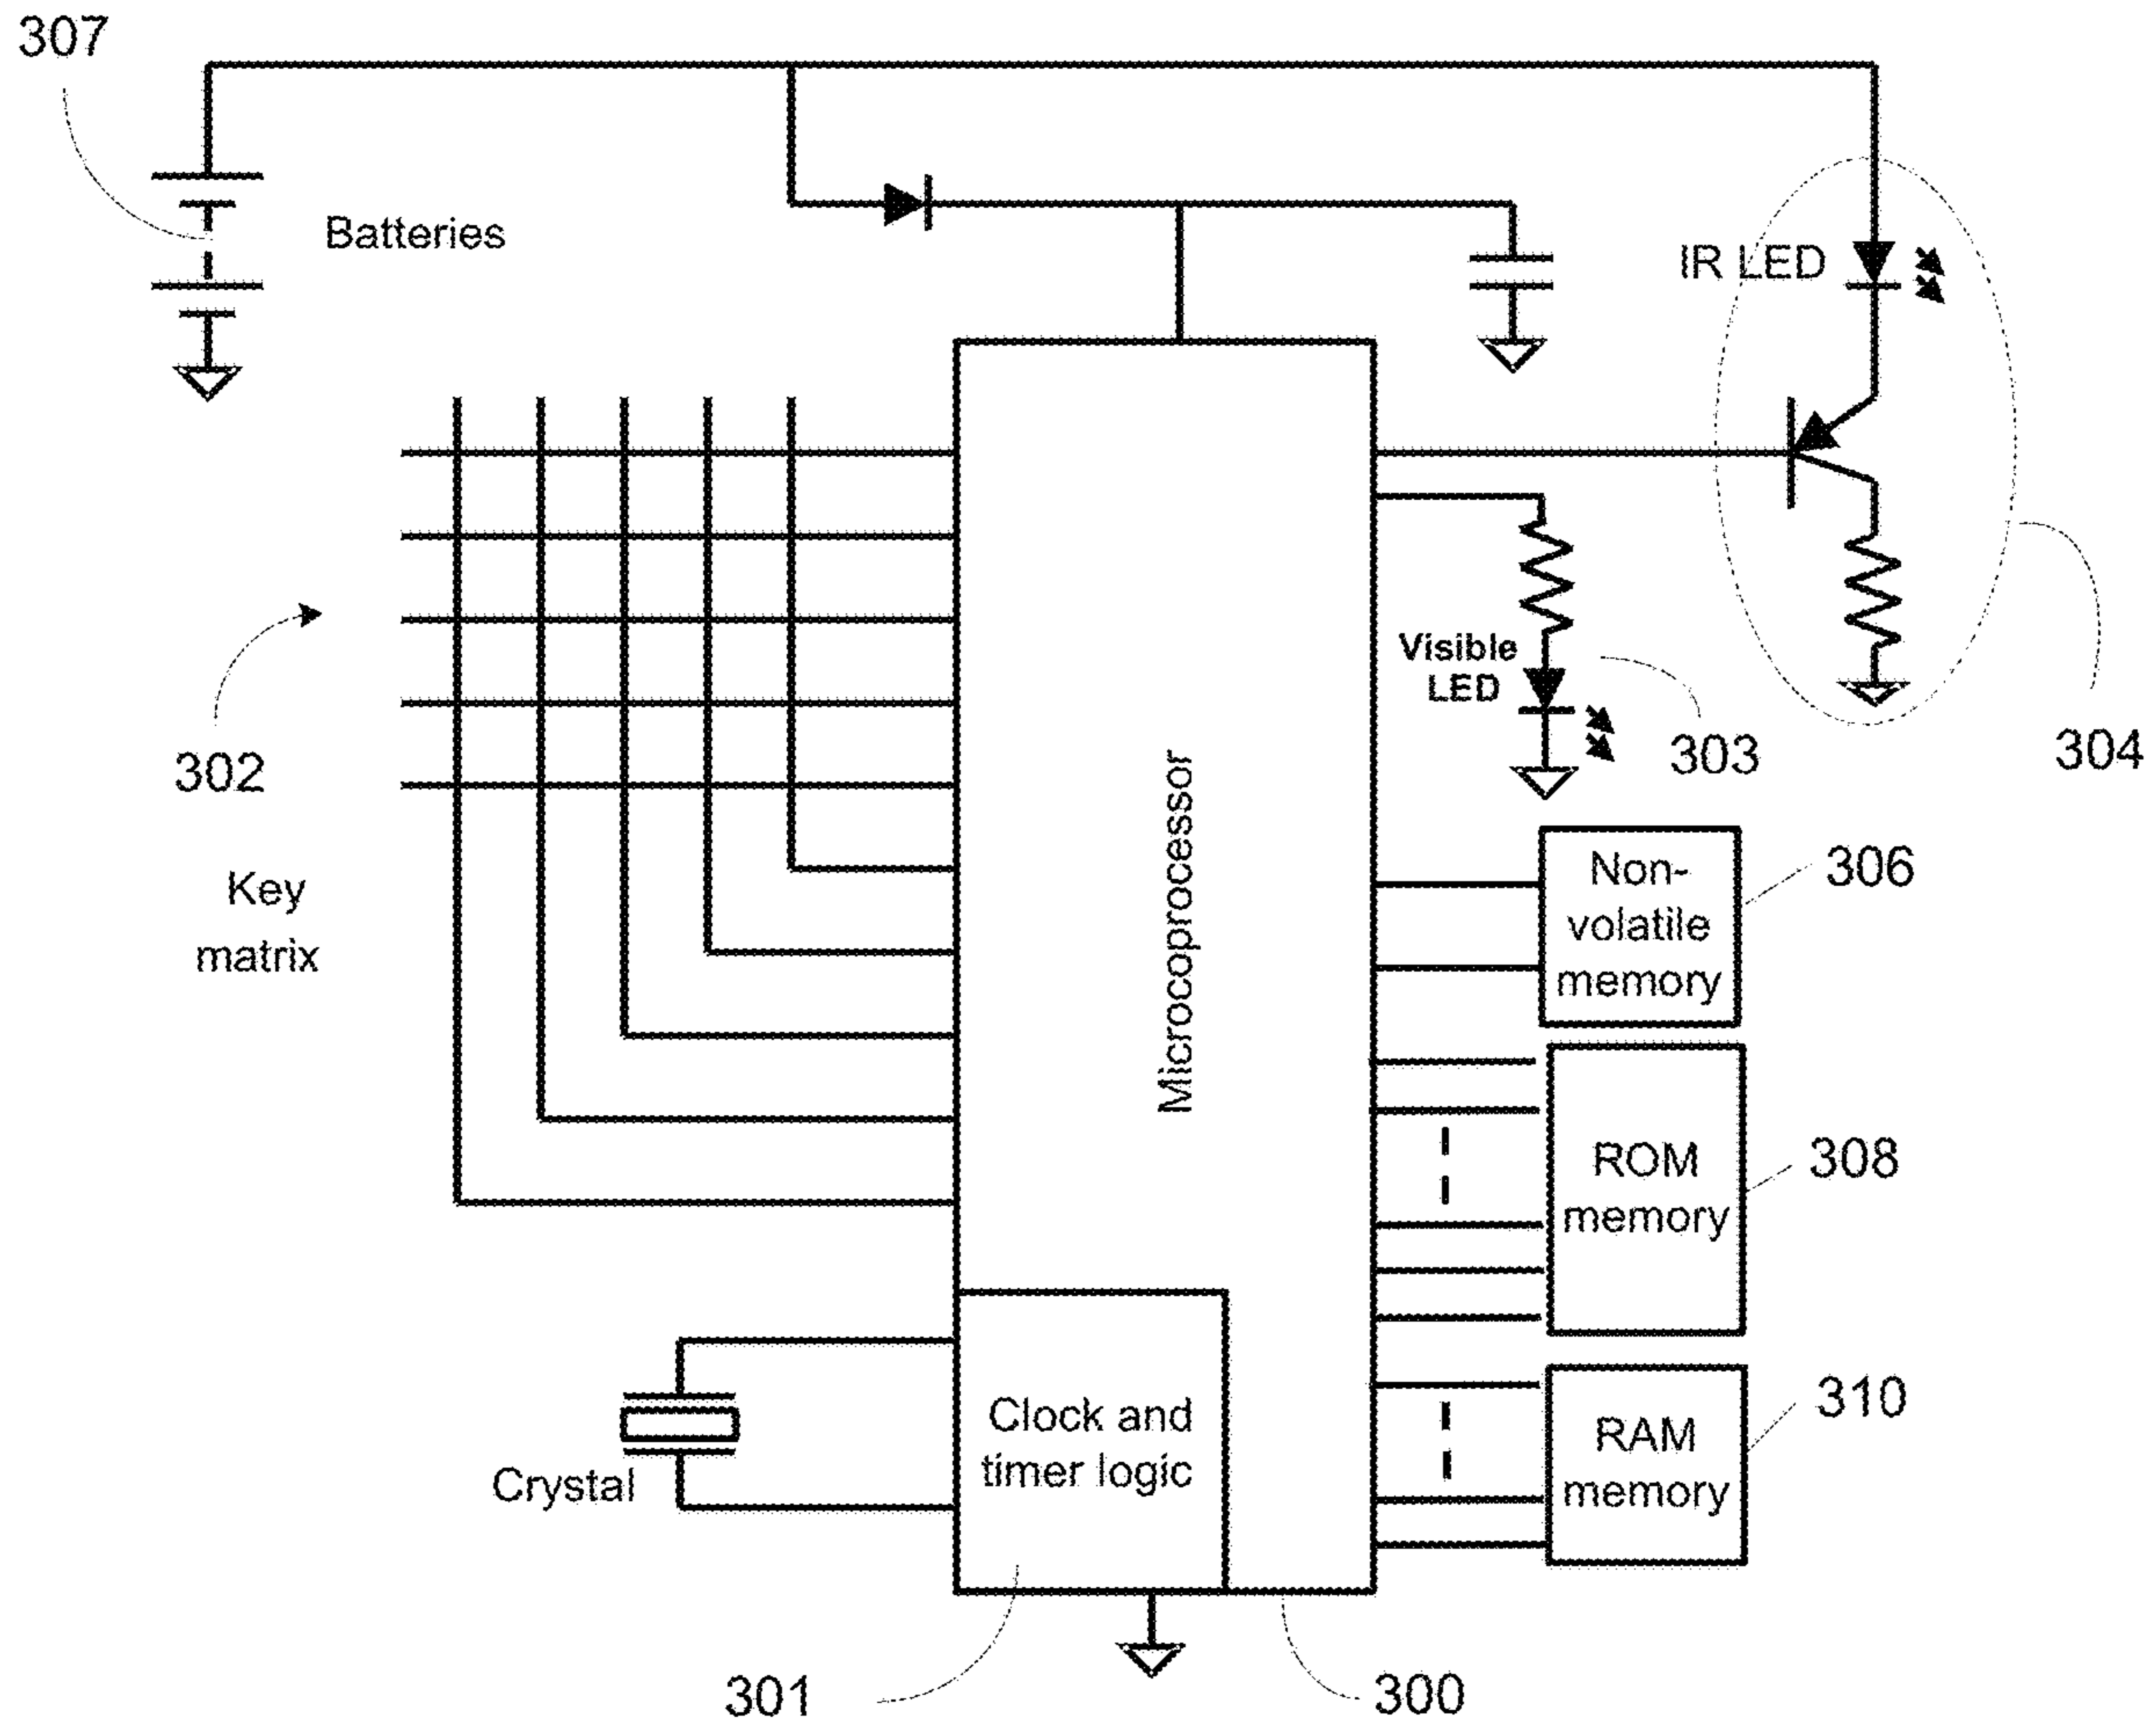 307
Batteries
IR LED
302
Key
matrix
Visible
LED
303
304
Microcoprocessor
Non-
volatile
memory
306
ROM
memory
308
RAM
memory
310
Crystal
Clock and
timer logic
301
300